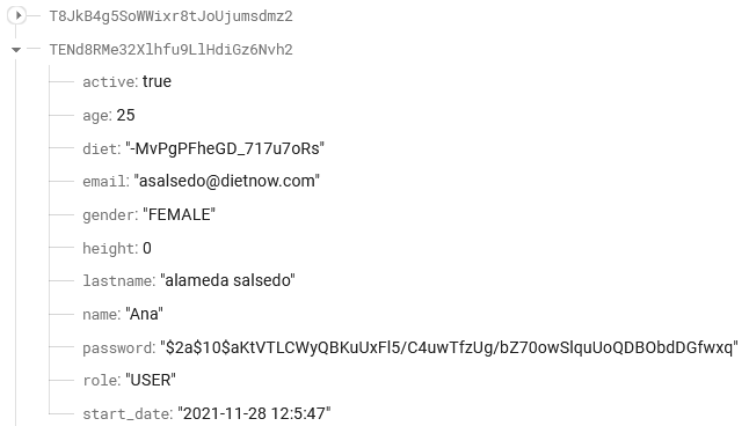 T8JkB4g5SoWWixr8tJoUjumsdmz2
TENd8RMe32Xlhfu9LlHdiGz6Nvh2
active: true
age: 25
diet: "-MvPgPFheGD_717u7oRs"
email: "asalsedo@dietnow.com"
gender: "FEMALE"
height: 0
lastname: "alameda salsedo"
name: "Ana"
password: "$2a$10$aKtVTLCWyQBKuUxFl5/C4uwTfzUg/bZ70owSlquUoQDBObdDGfwxq"
role: "USER"
start_date: "2021-11-28 12:5:47"